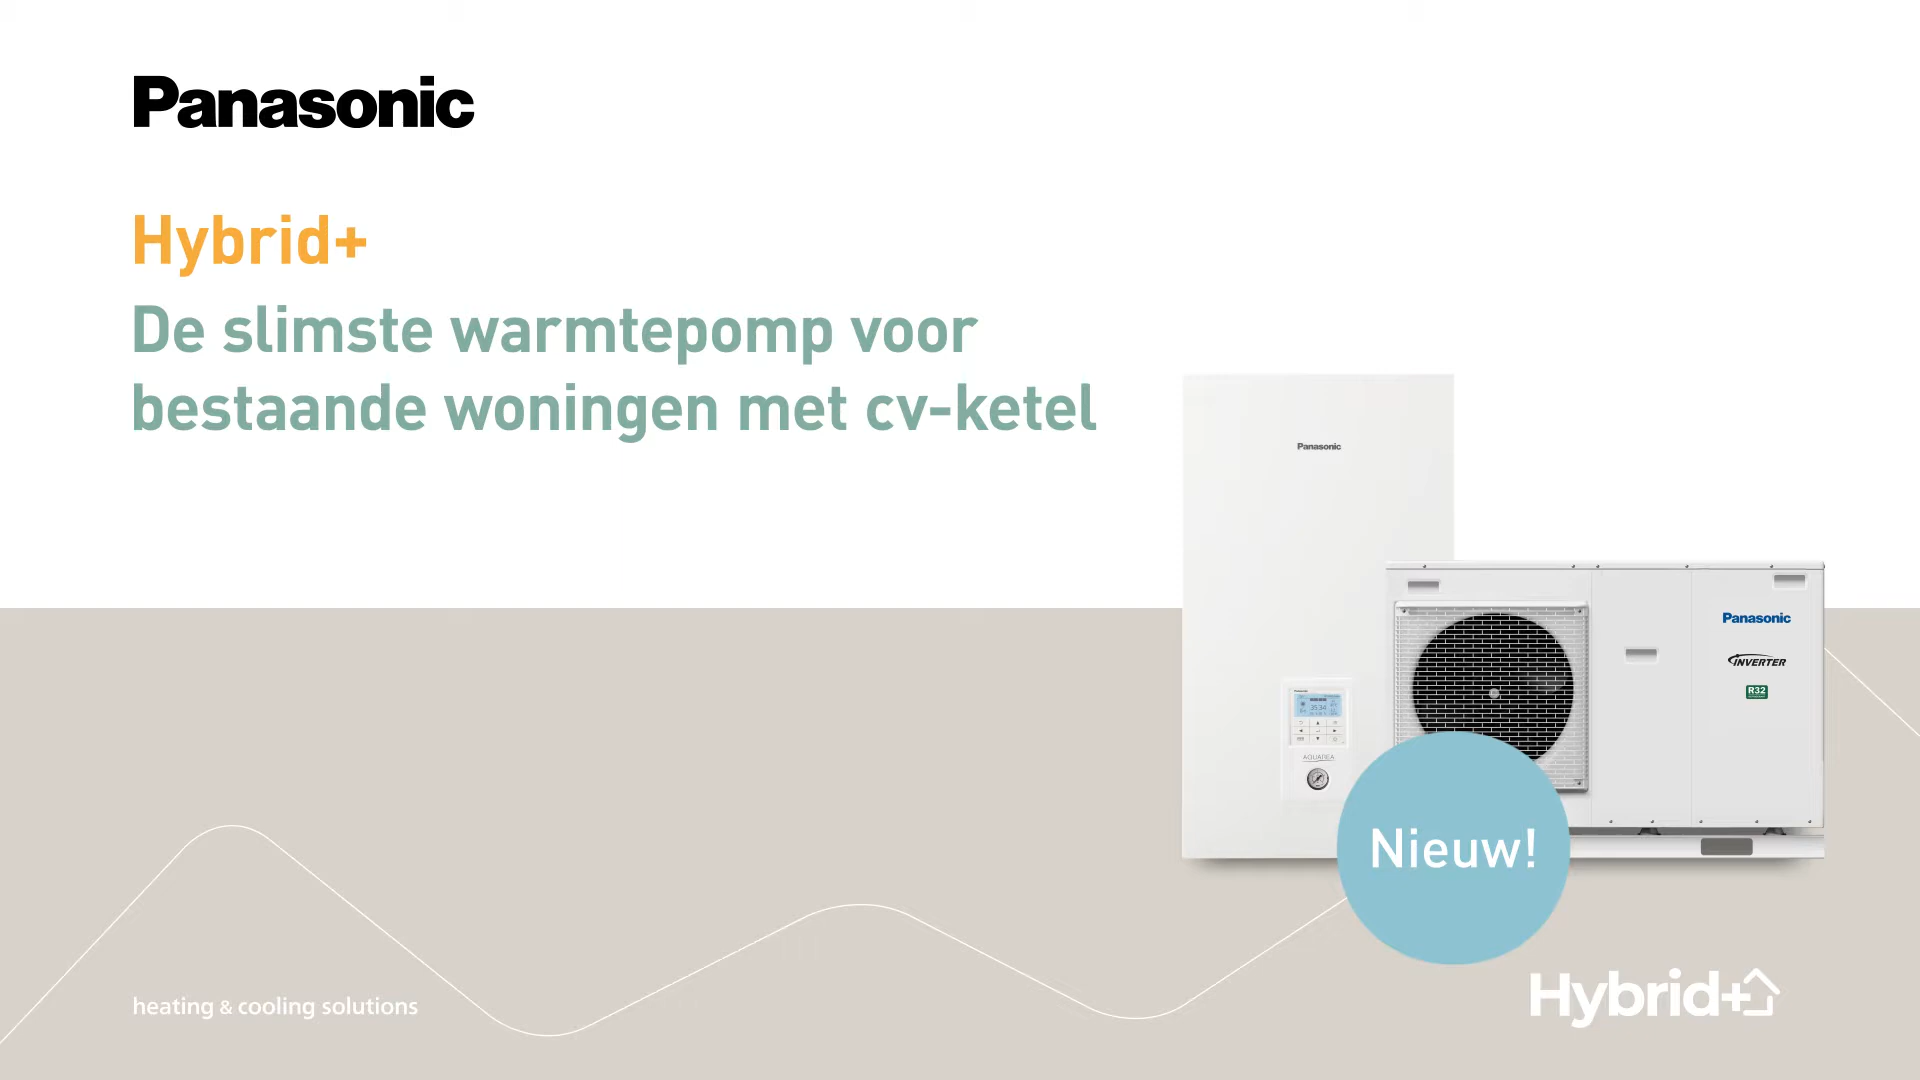 Panasonic
Hybrid+
De slimste warmtepomp voor
bestaande woningen met cv-ketel
Panasonic
Panasonic
INVERTER
R32
AQUAREA
Nieuw!
heating & cooling solutions
Hybrid+